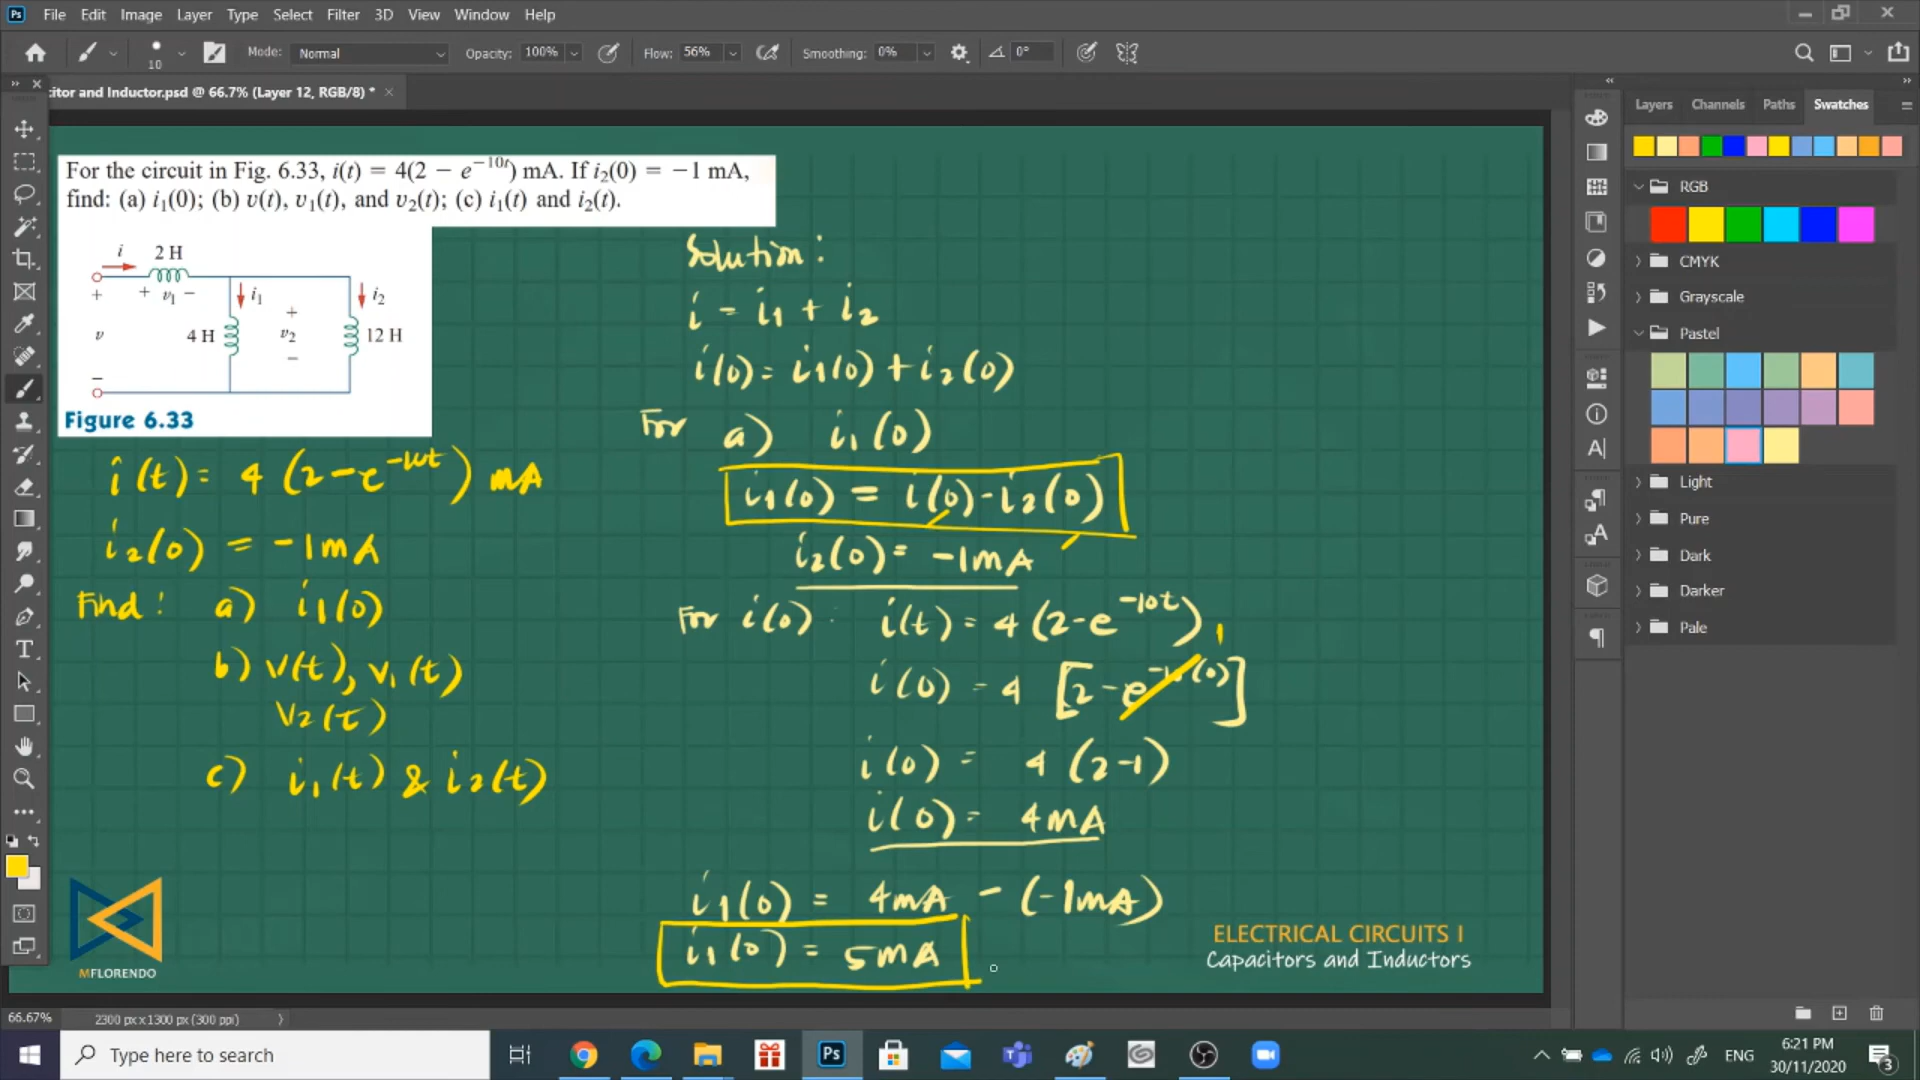 File Edit Image Layer Type Select Filter 3D View Window Help
10 Mode: Normal Opacity: 100% Flow: 56% Smoothing: 0% 0°
itor and Inductor.psd @ 66.7% (Layer 12, RGB/8) *
For the circuit in Fig. 6.33, i(t) = 4(2 − e^−10t) mA. If i2(0) = −1 mA,
find: (a) i1(0); (b) v(t), v1(t), and v2(t); (c) i1(t) and i2(t).
i 2 H
+ v1 −
i1 i2
+ v −
4 H
+ v2 −
12 H
Figure 6.33
i(t) = 4 (2-e^-10t) mA
i2(0) = -1mA
Find: a) i1(0)
b) v(t), v1(t)
v2(t)
c) i1(t) & i2(t)
Solution:
i = i1 + i2
i(0) = i1(0) + i2(0)
For a) i1(0)
i1(0) = i(0) - i2(0)
i2(0) = -1mA
For i(0): i(t) = 4 (2-e^-10t)
1
i(0) = 4 [2-e^-10(0)]
i(0) = 4 (2-1)
i(0) = 4mA
i1(0) = 4mA - (-1mA)
i1(0) = 5mA
MFLORENDO
ELECTRICAL CIRCUITS I
Capacitors and Inductors
Layers Channels Paths Swatches
RGB
CMYK
Grayscale
Pastel
Light
Pure
Dark
Darker
Pale
66.67% 2300 px x 1300 px (300 ppi)
Type here to search
ENG
6:21 PM
30/11/2020
3